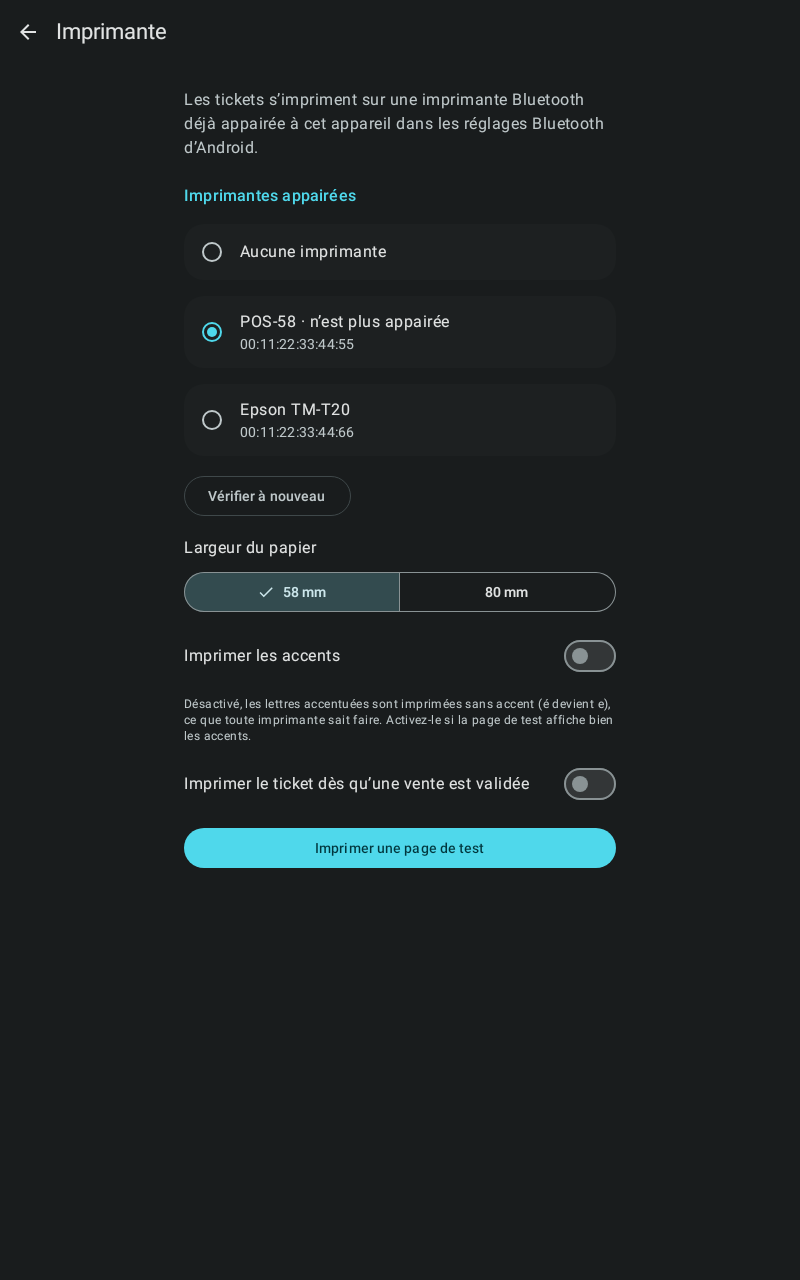 Imprimante
Les tickets s’impriment sur une imprimante Bluetooth
déjà appairée à cet appareil dans les réglages Bluetooth
d’Android.
Imprimantes appairées
Aucune imprimante
POS-58 · n’est plus appairée
00:11:22:33:44:55
Epson TM-T20
00:11:22:33:44:66
Vérifier à nouveau
Largeur du papier
58 mm
80 mm
Imprimer les accents
Désactivé, les lettres accentuées sont imprimées sans accent (é devient e),
ce que toute imprimante sait faire. Activez-le si la page de test affiche bien
les accents.
Imprimer le ticket dès qu’une vente est validée
Imprimer une page de test